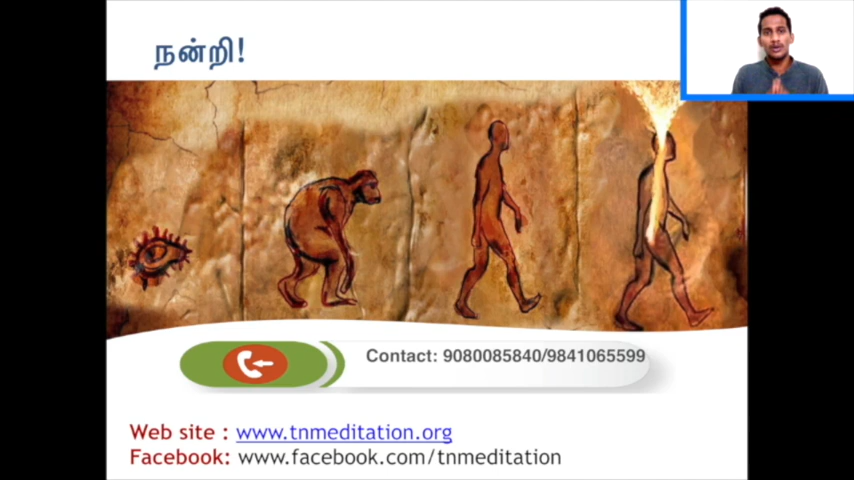 நன்றி!
Contact: 9080085840/9841065599
Web site : www.tnmeditation.org
Facebook: www.facebook.com/tnmeditation